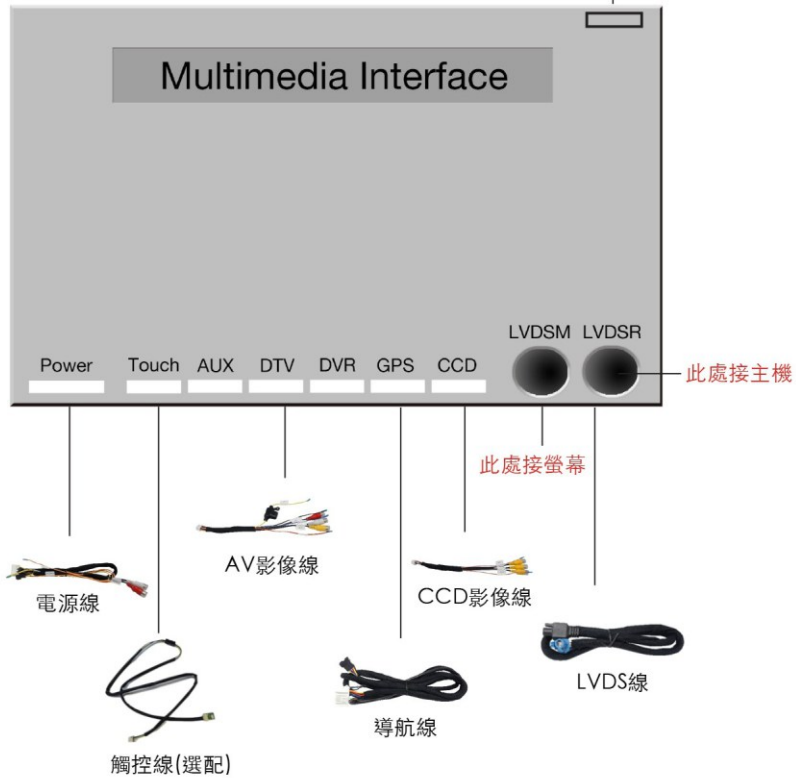 Multimedia Interface
LVDSM LVDSR
Power Touch AUX DTV DVR GPS CCD
此處接主機
此處接螢幕
AV影像線
電源線
CCD影像線
LVDS線
導航線
觸控線(選配)